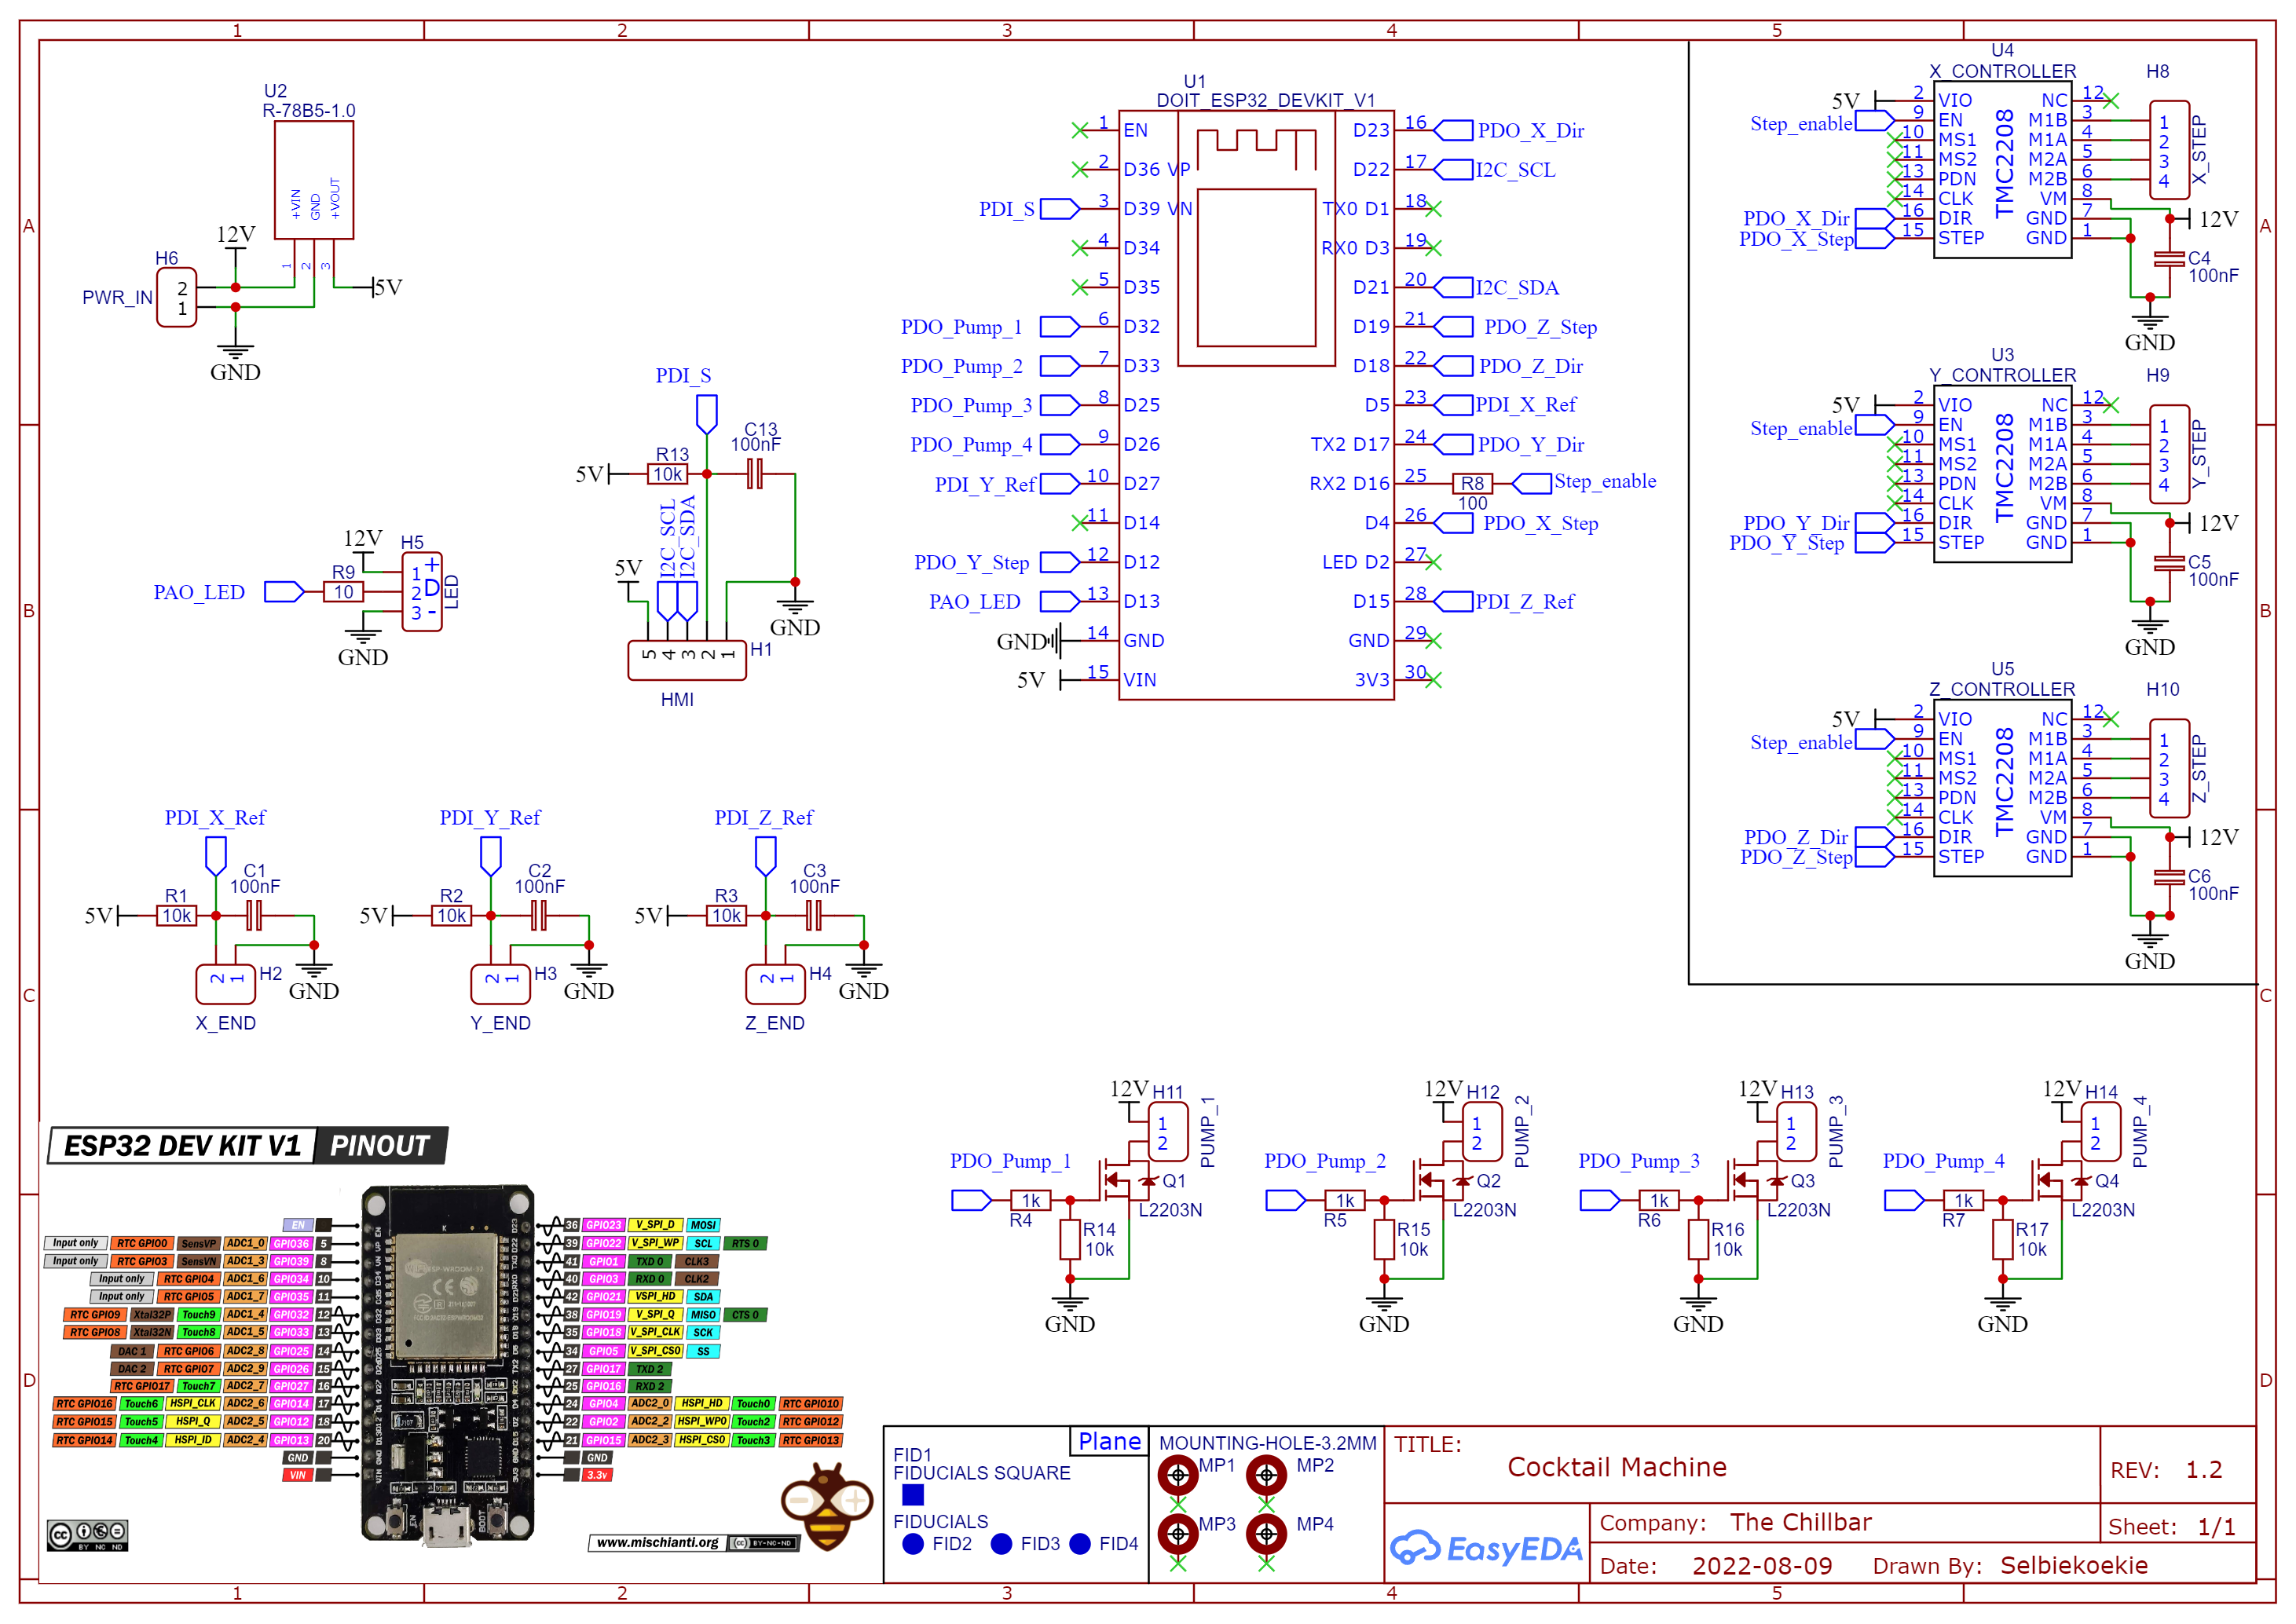 1 2 3 4 5
A
B
C
D
A
B
C
D
U2
R-78B5-1.0
+VIN
GND
+VOUT
1 2 3
12V
5V
H6
PWR_IN
2
1
GND
12V
H5
R9
10
PAO_LED
1 +
2 D
3 -
LED
GND
PDI_S
C13
100nF
R13
10k
5V
I2C_SCL
I2C_SDA
5V
GND
5 4 3 2 1
H1
HMI
U1
DOIT_ESP32_DEVKIT_V1
1 EN
2 D36 VP
PDI_S 3 D39 VN
4 D34
5 D35
PDO_Pump_1 6 D32
PDO_Pump_2 7 D33
PDO_Pump_3 8 D25
PDO_Pump_4 9 D26
PDI_Y_Ref 10 D27
11 D14
PDO_Y_Step 12 D12
PAO_LED 13 D13
GND 14 GND
5V 15 VIN
D23 16 PDO_X_Dir
D22 17 I2C_SCL
TX0 D1 18
RX0 D3 19
D21 20 I2C_SDA
D19 21 PDO_Z_Step
D18 22 PDO_Z_Dir
D5 23 PDI_X_Ref
TX2 D17 24 PDO_Y_Dir
RX2 D16 25 R8 Step_enable
100
D4 26 PDO_X_Step
LED D2 27
D15 28 PDI_Z_Ref
GND 29
3V3 30
U4
X_CONTROLLER
H8
5V 2 VIO
Step_enable 9 EN
10 MS1
11 MS2
13 PDN
14 CLK
PDO_X_Dir 16 DIR
PDO_X_Step 15 STEP
TMC2208
NC 12
M1B 3 1
M1A 4 2
M2A 5 3
M2B 6 4
VM 8
GND 7
GND 1
X_STEP
12V
C4
100nF
GND
U3
Y_CONTROLLER
H9
5V 2 VIO
Step_enable 9 EN
10 MS1
11 MS2
13 PDN
14 CLK
PDO_Y_Dir 16 DIR
PDO_Y_Step 15 STEP
TMC2208
NC 12
M1B 3 1
M1A 4 2
M2A 5 3
M2B 6 4
VM 8
GND 7
GND 1
Y_STEP
12V
C5
100nF
GND
U5
Z_CONTROLLER
H10
5V 2 VIO
Step_enable 9 EN
10 MS1
11 MS2
13 PDN
14 CLK
PDO_Z_Dir 16 DIR
PDO_Z_Step 15 STEP
TMC2208
NC 12
M1B 3 1
M1A 4 2
M2A 5 3
M2B 6 4
VM 8
GND 7
GND 1
Z_STEP
12V
C6
100nF
GND
PDI_X_Ref
C1
100nF
R1
10k
5V
2 1
H2
GND
X_END
PDI_Y_Ref
C2
100nF
R2
10k
5V
2 1
H3
GND
Y_END
PDI_Z_Ref
C3
100nF
R3
10k
5V
2 1
H4
GND
Z_END
12V H11
1
2
PUMP_1
PDO_Pump_1
1k
R4
Q1
L2203N
R14
10k
GND
12V H12
1
2
PUMP_2
PDO_Pump_2
1k
R5
Q2
L2203N
R15
10k
GND
12V H13
1
2
PUMP_3
PDO_Pump_3
1k
R6
Q3
L2203N
R16
10k
GND
12V H14
1
2
PUMP_4
PDO_Pump_4
1k
R7
Q4
L2203N
R17
10k
GND
ESP32 DEV KIT V1 PINOUT
EN
Input only RTC GPIO0 SensVP ADC1_0 GPIO36 5
Input only RTC GPIO3 SensVN ADC1_3 GPIO39 8
Input only RTC GPIO4 ADC1_6 GPIO34 10
Input only RTC GPIO5 ADC1_7 GPIO35 11
RTC GPIO9 Xtal32P Touch9 ADC1_4 GPIO32 12
RTC GPIO8 Xtal32N Touch8 ADC1_5 GPIO33 13
DAC 1 RTC GPIO6 ADC2_8 GPIO25 14
DAC 2 RTC GPIO7 ADC2_9 GPIO26 15
RTC GPIO17 Touch7 ADC2_7 GPIO27 16
RTC GPIO16 Touch6 HSPI_CLK ADC2_6 GPIO14 17
RTC GPIO15 Touch5 HSPI_Q ADC2_5 GPIO12 18
RTC GPIO14 Touch4 HSPI_ID ADC2_4 GPIO13 20
GND
VIN
36 GPIO23 V_SPI_D MOSI
39 GPIO22 V_SPI_WP SCL RTS 0
41 GPIO1 TXD 0 CLK3
40 GPIO3 RXD 0 CLK2
42 GPIO21 VSPI_HD SDA
38 GPIO19 V_SPI_Q MISO CTS 0
35 GPIO18 V_SPI_CLK SCK
34 GPIO5 V_SPI_CS0 SS
27 GPIO17 TXD 2
25 GPIO16 RXD 2
24 GPIO4 ADC2_0 HSPI_HD Touch0 RTC GPIO10
22 GPIO2 ADC2_2 HSPI_WP0 Touch2 RTC GPIO12
21 GPIO15 ADC2_3 HSPI_CS0 Touch3 RTC GPIO13
GND
3.3v
EN
BOOT
CE
cc
BY NC ND
www.mischianti.org (cc) BY-NC-ND
Plane
FID1
FIDUCIALS SQUARE
FIDUCIALS
FID2 FID3 FID4
MOUNTING-HOLE-3.2MM
MP1 MP2
MP3 MP4
TITLE:
Cocktail Machine
REV: 1.2
EasyEDA
Company: The Chillbar
Sheet: 1/1
Date: 2022-08-09 Drawn By: Selbiekoekie
1 2 3 4 5